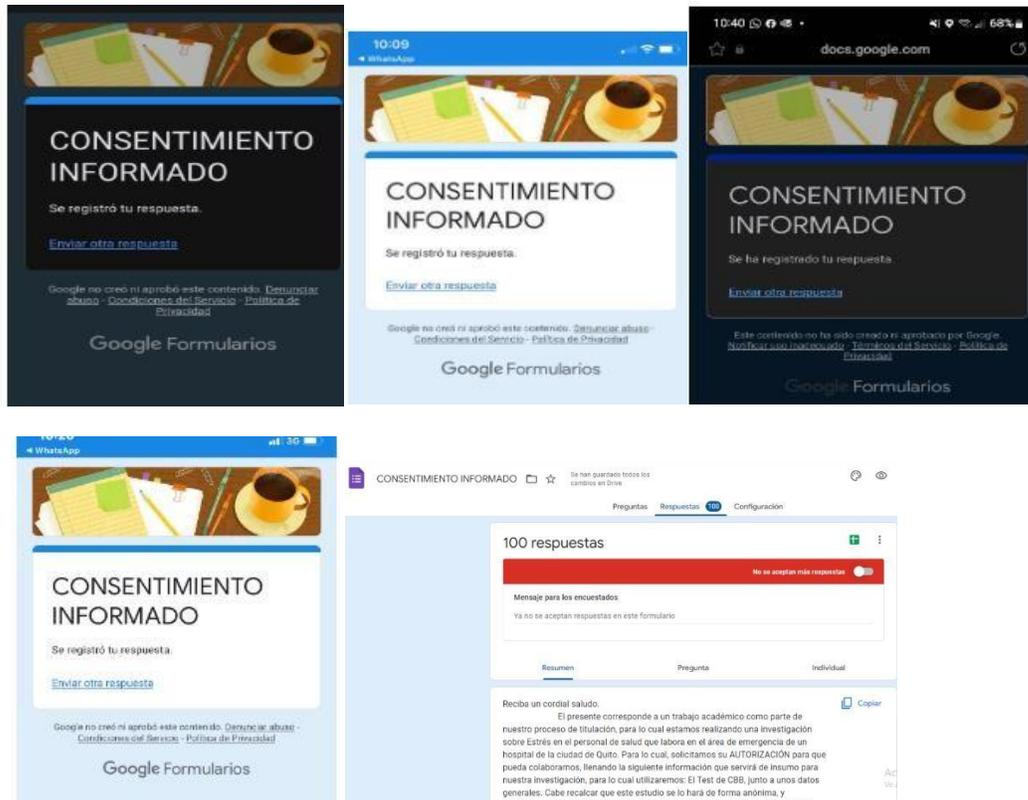 CONSENTIMIENTO
INFORMADO
Se registró tu respuesta.
Enviar otra respuesta
Google no creó ni aprobó este contenido. Denunciar
abuso - Condiciones del Servicio - Política de
Privacidad
Google Formularios
10:09
WhatsApp
CONSENTIMIENTO
INFORMADO
Se registró tu respuesta.
Enviar otra respuesta
Google no creó ni aprobó este contenido. Denunciar abuso -
Condiciones del Servicio - Política de Privacidad
Google Formularios
10:40 68%
docs.google.com
CONSENTIMIENTO
INFORMADO
Se ha registrado tu respuesta
Enviar otra respuesta
Este contenido no ha sido creado ni aprobado por Google.
Notificar uso inadecuado - Términos del Servicio - Política de
Privacidad
Google Formularios
3G
WhatsApp
CONSENTIMIENTO
INFORMADO
Se registró tu respuesta.
Enviar otra respuesta
Google no creó ni aprobó este contenido. Denunciar abuso -
Condiciones del Servicio - Política de Privacidad
Google Formularios
CONSENTIMIENTO INFORMADO
Se han guardado todos los
cambios en Drive
Preguntas Respuestas 100 Configuración
100 respuestas
No se aceptan más respuestas
Mensaje para los encuestados
Ya no se aceptan respuestas en este formulario
Resumen Pregunta Individual
Reciba un cordial saludo.
Copiar
El presente corresponde a un trabajo académico como parte de
nuestro proceso de titulación, para lo cual estamos realizando una investigación
sobre Estrés en el personal de salud que labora en el área de emergencia de un
hospital de la ciudad de Quito. Para lo cual, solicitamos su AUTORIZACIÓN para que
pueda colaborarnos, llenando la siguiente información que servirá de insumo para
nuestra investigación, para lo cual utilizaremos: El Test de CBB, junto a unos datos
generales. Cabe recalcar que este estudio se lo hará de forma anónima, y